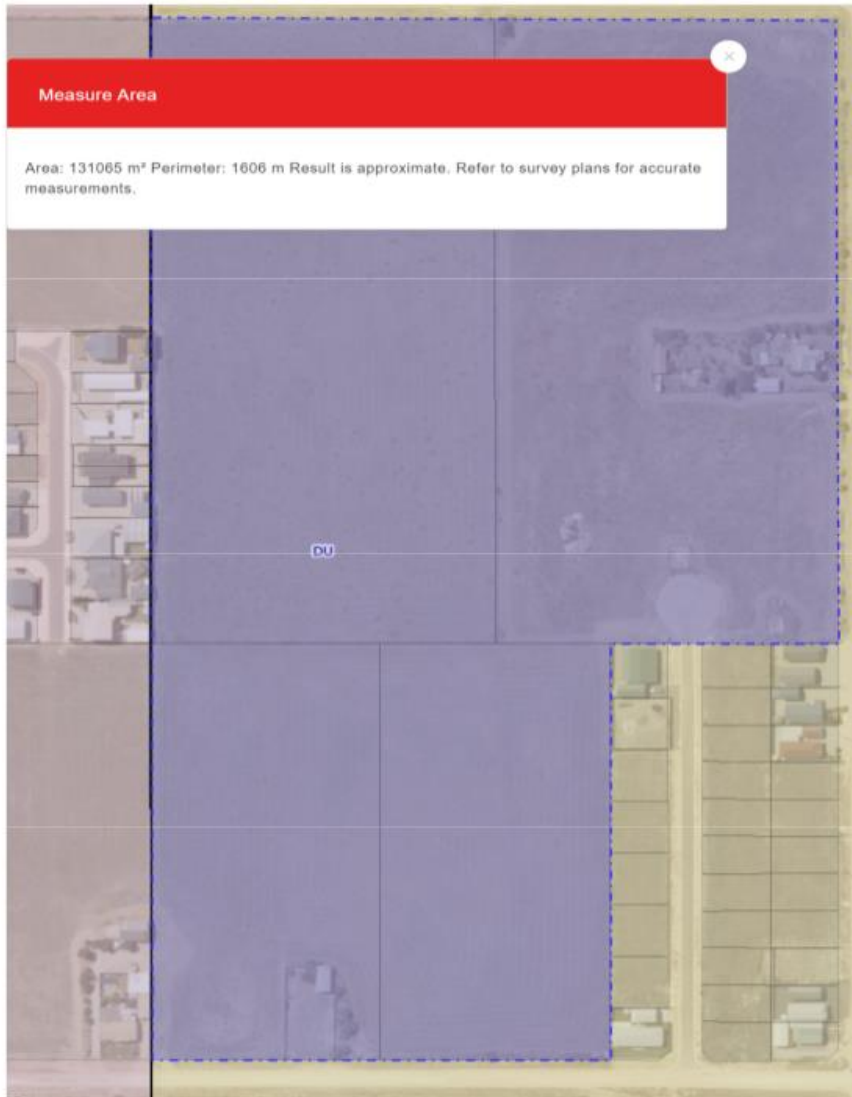 Measure Area
Area: 131065 m² Perimeter: 1606 m Result is approximate. Refer to survey plans for accurate
measurements.
DU